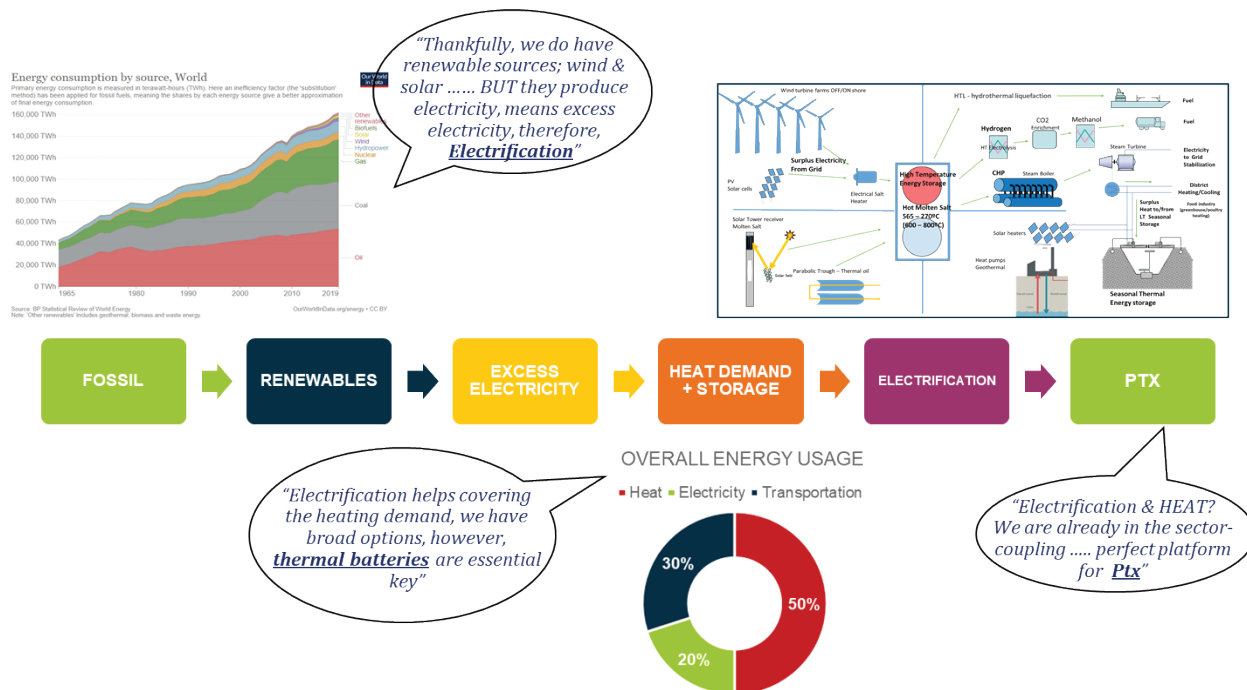 Energy consumption by source, World
Primary energy consumption is measured in terawatt-hours (TWh). Here an inefficiency factor (the 'substitution'
method) has been applied for fossil fuels, meaning the shares by each energy source give a better approximation
of final energy consumption.
Our World
in Data
160,000 TWh
140,000 TWh
120,000 TWh
100,000 TWh
80,000 TWh
60,000 TWh
40,000 TWh
20,000 TWh
0 TWh
Other
renewables
Biofuels
Solar
Wind
Hydropower
Nuclear
Gas
Coal
Oil
1965
1980
1990
2000
2010
2019
Source: BP Statistical Review of World Energy
Note: 'Other renewables' includes geothermal, biomass and waste energy.
OurWorldInData.org/energy • CC BY
“Thankfully, we do have
renewable sources; wind &
solar ...... BUT they produce
electricity, means excess
electricity, therefore,
Electrification”
Wind turbine farms OFF/ON shore
PV
Solar cells
Surplus Electricity
From Grid
Electrical Salt
Heater
High Temperature
Energy Storage
Hot Molten Salt
565 – 270ºC
(600 – 800ºC)
Solar Tower receiver
Molten Salt
Solar field
Parabolic Trough – Thermal oil
HTL - hydrothermal liquefaction
Fuel
Hydrogen
HT Electrolysis
CO2
Enrichment
Methanol
Fuel
Steam Turbine
Electricity
to Grid
Stabilization
CHP
Steam Boiler
District
Heating/Cooling
Food industry
(greenhouse/poultry
heating)
Surplus
Heat to/from
LT Seasonal
Storage
Solar heaters
Heat pumps
Geothermal
Seasonal Thermal
Energy storage
FOSSIL
RENEWABLES
EXCESS
ELECTRICITY
HEAT DEMAND
+ STORAGE
ELECTRIFICATION
PTX
“Electrification helps covering
the heating demand, we have
broad options, however,
thermal batteries are essential
key”
OVERALL ENERGY USAGE
Heat Electricity Transportation
30%
50%
20%
“Electrification & HEAT?
We are already in the sector-
coupling ..... perfect platform
for Ptx”